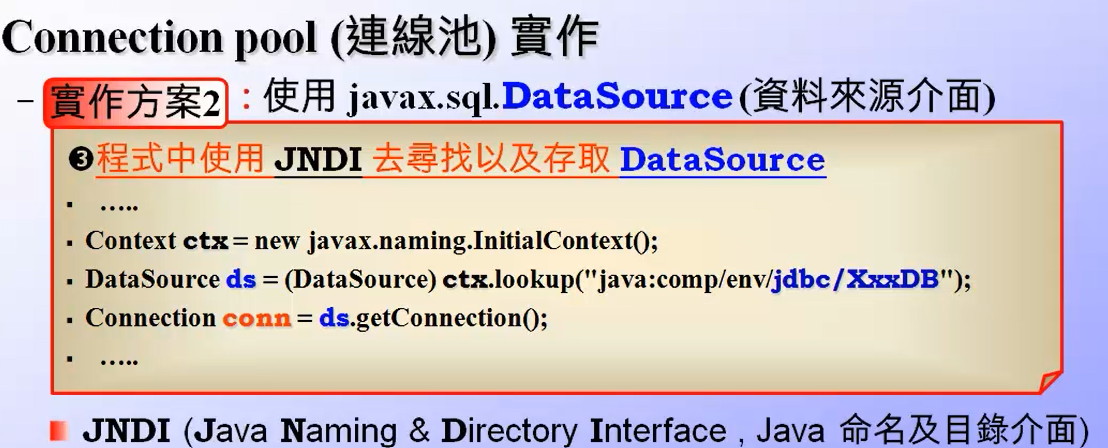 Connection pool (連線池) 實作
– 實作方案2：使用 javax.sql.DataSource (資料來源介面)
❸程式中使用 JNDI 去尋找以及存取 DataSource
▪ …..
▪ Context ctx = new javax.naming.InitialContext();
▪ DataSource ds = (DataSource) ctx.lookup("java:comp/env/jdbc/XxxDB");
▪ Connection conn = ds.getConnection();
▪ …..
JNDI (Java Naming & Directory Interface , Java 命名及目錄介面)